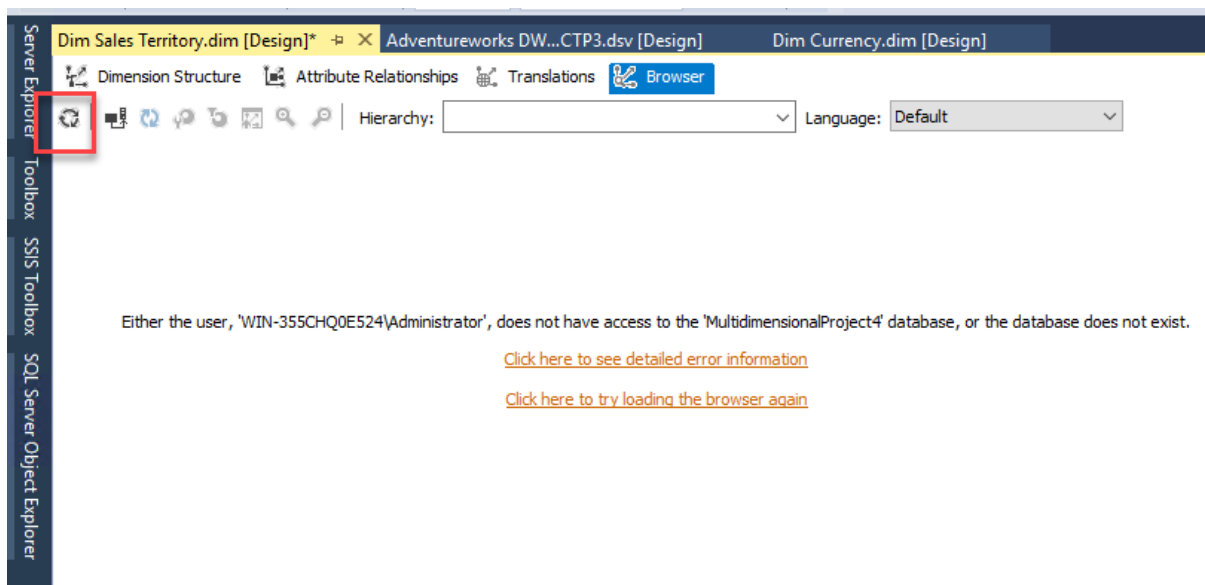 Server Explorer
Toolbox
SSIS Toolbox
SQL Server Object Explorer
Dim Sales Territory.dim [Design]*
Adventureworks DW...CTP3.dsv [Design]
Dim Currency.dim [Design]
Dimension Structure
Attribute Relationships
Translations
Browser
Hierarchy:
Language:
Default
Either the user, 'WIN-355CHQ0E524\Administrator', does not have access to the 'MultidimensionalProject4' database, or the database does not exist.
Click here to see detailed error information
Click here to try loading the browser again